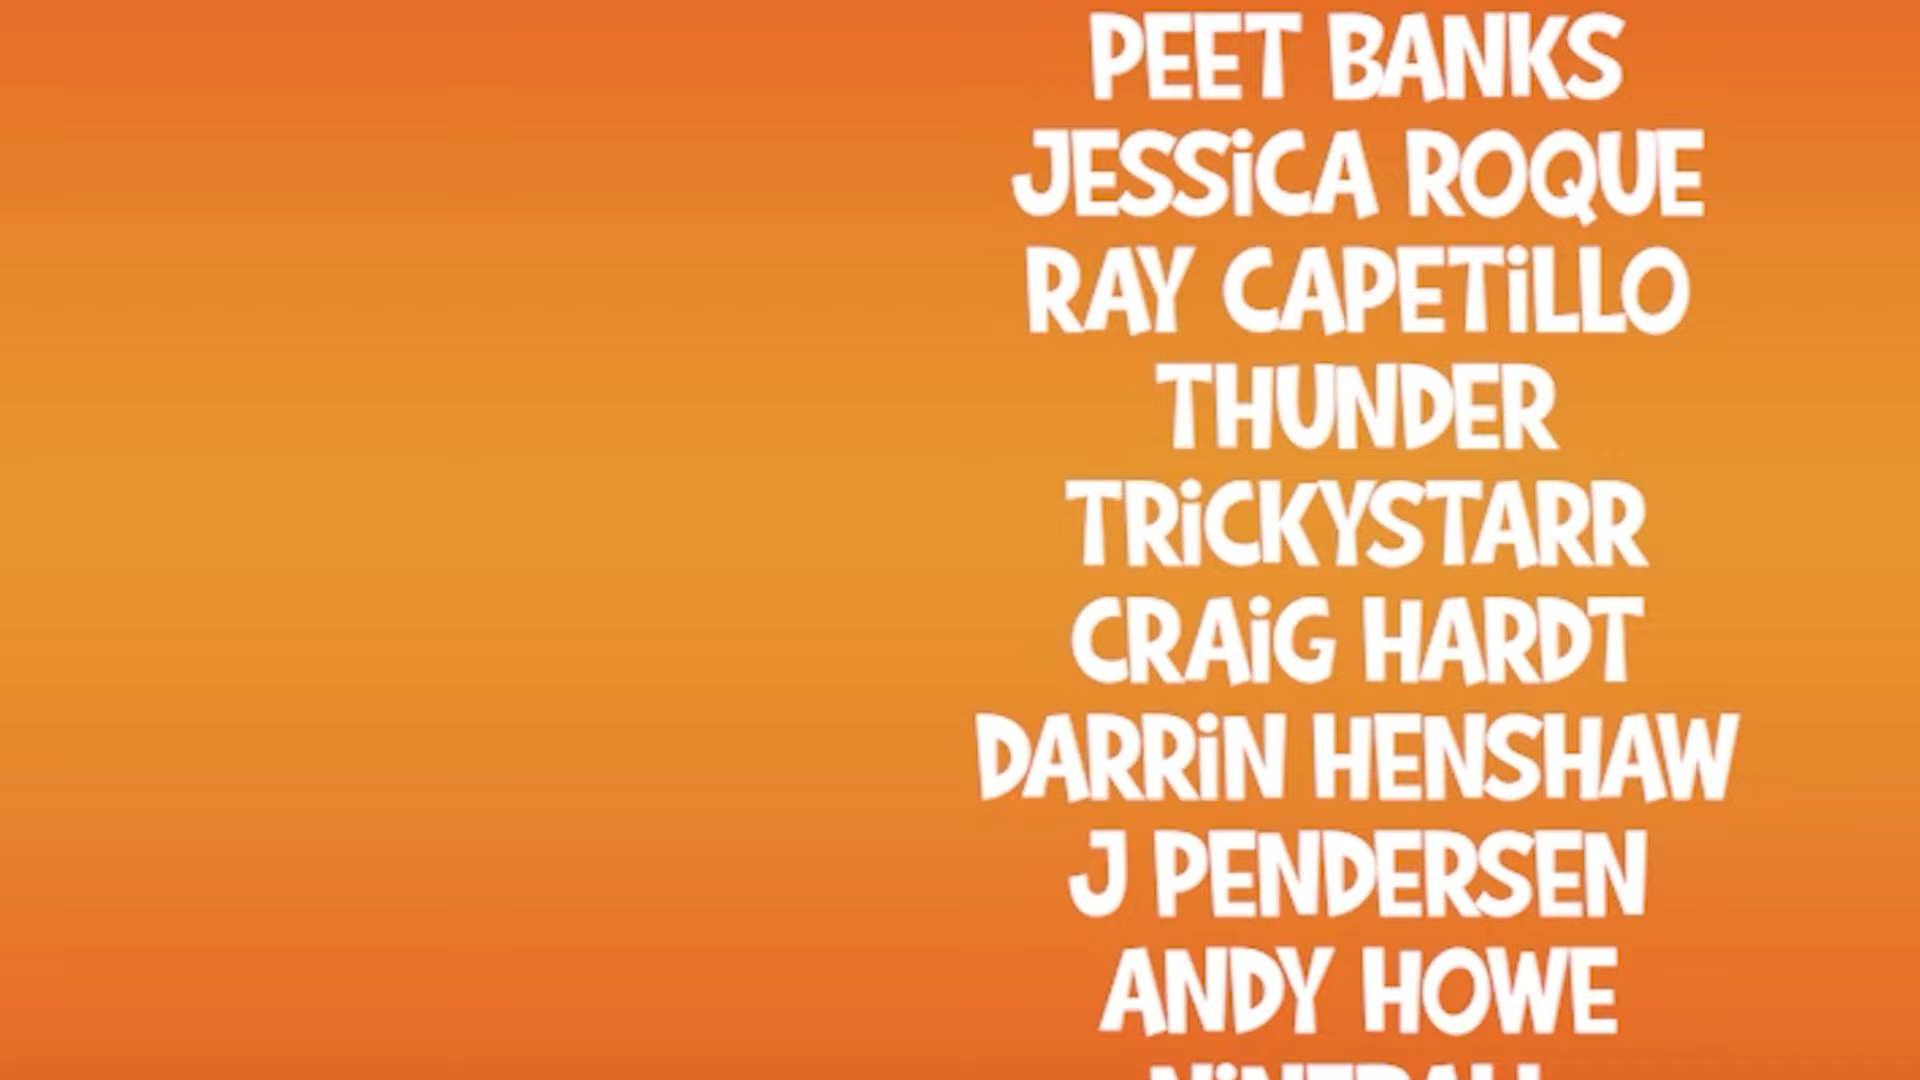 PEET BANKS
JESSiCA ROQUE
RAY CAPETiLLO
THUNDER
TRiCKYSTARR
CRAiG HARDT
DARRiN HENSHAW
J PENDERSEN
ANDY HOWE